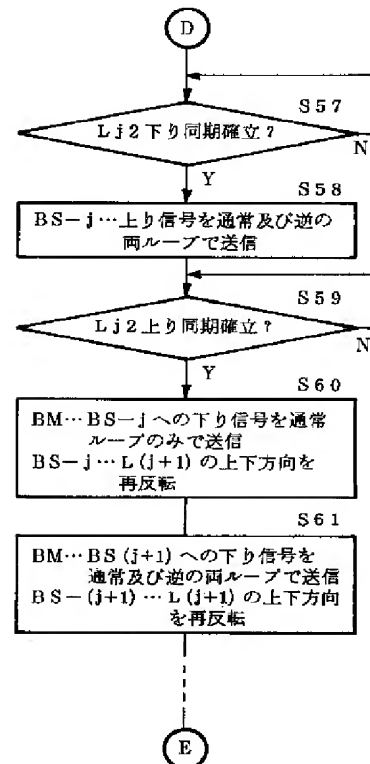 D
S57
Lj2下り同期確立?
N
Y
S58
BS-j…上り信号を通常及び逆の
両ループで送信
S59
Lj2上り同期確立?
N
Y
S60
BM…BS-jへの下り信号を通常
ループのみで送信
BS-j…L(j+1)の上下方向を
再反転
S61
BM…BS(j+1)への下り信号を
通常及び逆の両ループで送信
BS-(j+1)…L(j+1)の上下方向
を再反転
E